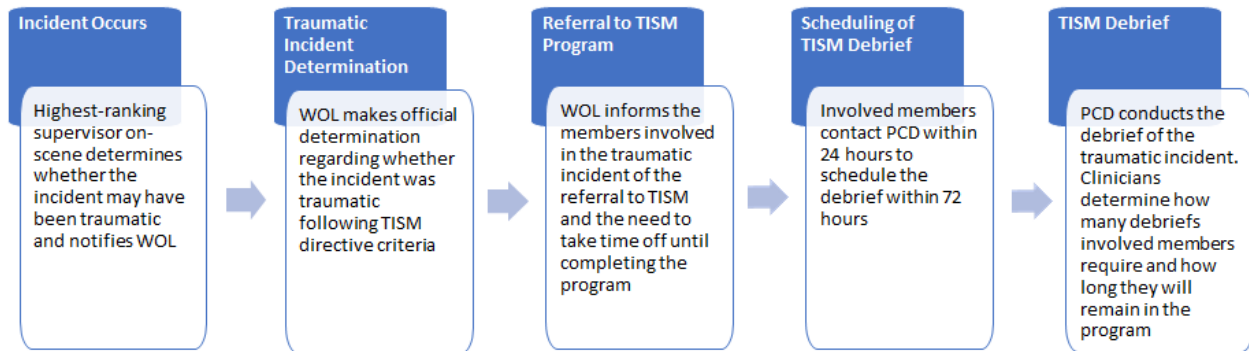 Incident Occurs
Highest-ranking
supervisor on-
scene determines
whether the
incident may have
been traumatic
and notifies WOL
Traumatic
Incident
Determination
WOL makes official
determination
regarding whether
the incident was
traumatic
following TISM
directive criteria
Referral to TISM
Program
WOL informs the
members involved
in the traumatic
incident of the
referral to TISM
and the need to
take time off until
completing the
program
Scheduling of
TISM Debrief
Involved members
contact PCD within
24 hours to
schedule the
debrief within 72
hours
TISM Debrief
PCD conducts the
debrief of the
traumatic incident.
Clinicians
determine how
many debriefs
involved members
require and how
long they will
remain in the
program